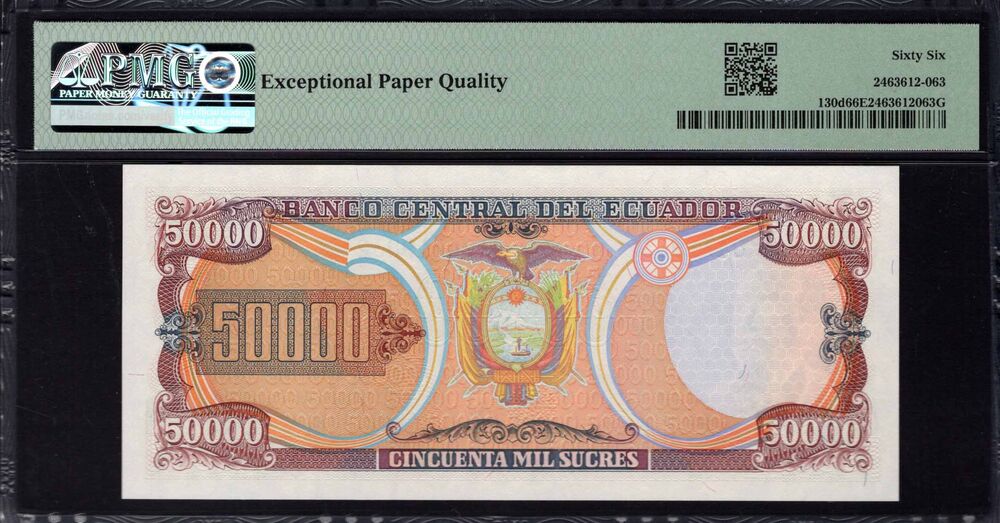 PMG
PAPER MONEY GUARANTY
Exceptional Paper Quality
Sixty Six
2463612-063
130d66E2463612063G
BANCO CENTRAL DEL ECUADOR
50000
50000
50000
50000
50000
CINCUENTA MIL SUCRES